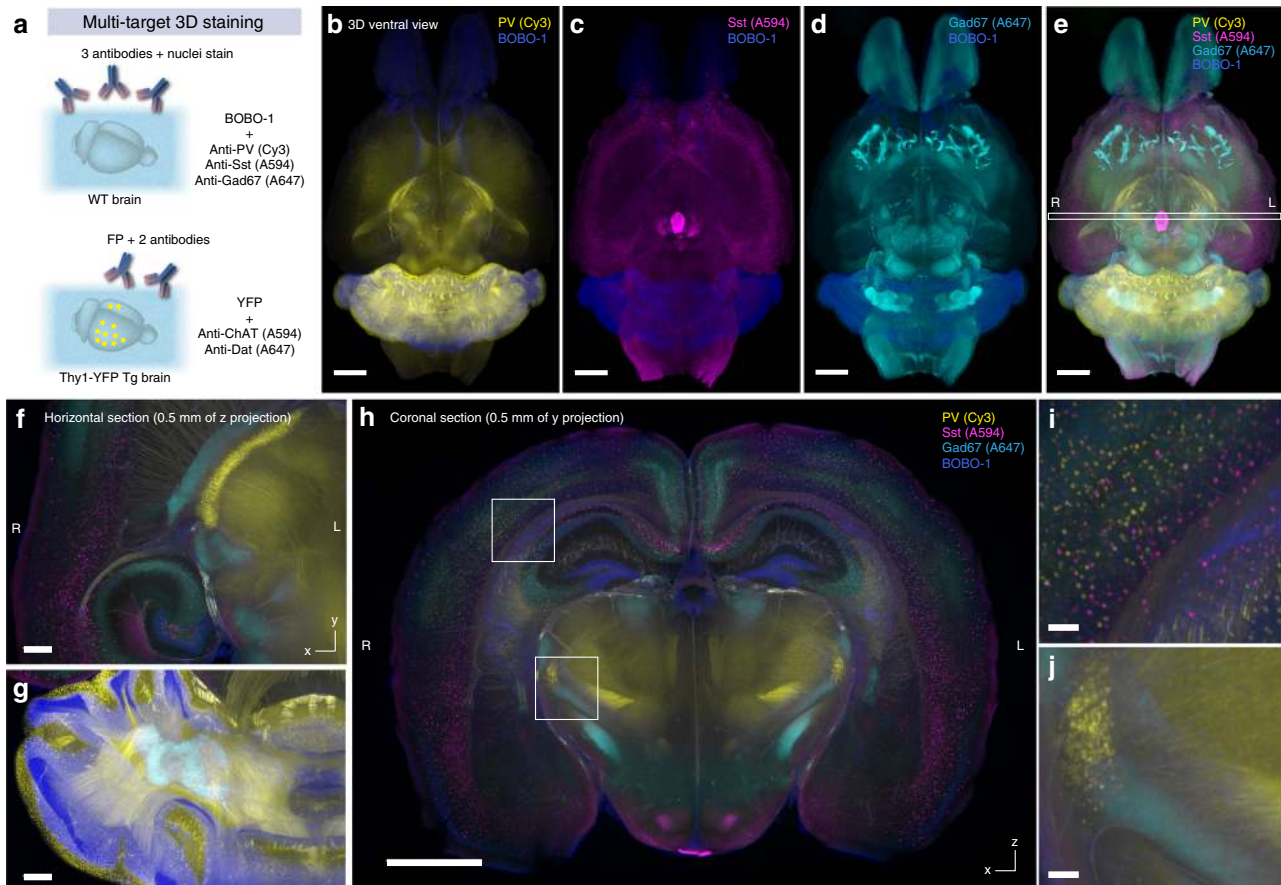 a
Multi-target 3D staining
3 antibodies + nuclei stain
BOBO-1
+
Anti-PV (Cy3)
Anti-Sst (A594)
Anti-Gad67 (A647)
WT brain
FP + 2 antibodies
YFP
+
Anti-ChAT (A594)
Anti-Dat (A647)
Thy1-YFP Tg brain
b 3D ventral view
PV (Cy3)
BOBO-1
c
Sst (A594)
BOBO-1
d
Gad67 (A647)
BOBO-1
e
PV (Cy3)
Sst (A594)
Gad67 (A647)
BOBO-1
R
L
f Horizontal section (0.5 mm of z projection)
R
L
y
x
g
h Coronal section (0.5 mm of y projection)
PV (Cy3)
Sst (A594)
Gad67 (A647)
BOBO-1
R
L
z
x
i
j